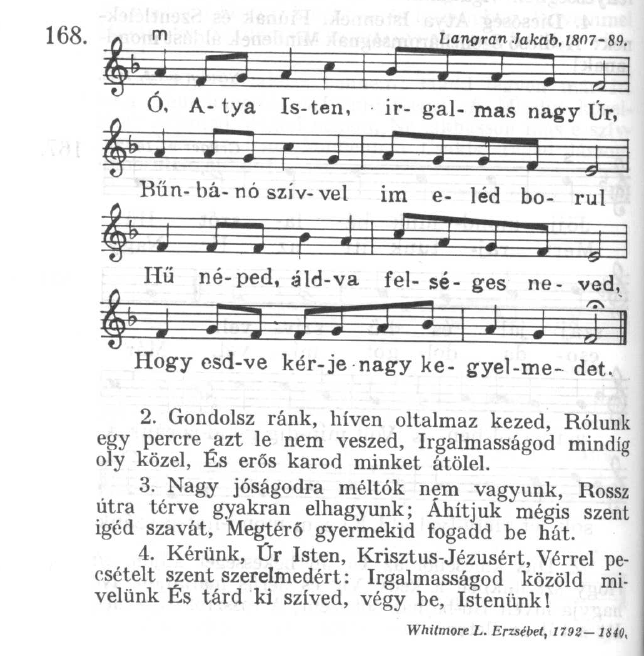 168. m Langran Jakab, 1807-89.
Ó, A- tya Is- ten, ir- gal- mas nagy Úr,
Bűn- bá- nó szív- vel im e- léd bo- rul
Hű né- ped, áld- va fel- sé- ges ne- ved,
Hogy esd- ve kér- je nagy ke- gyel- me- det.
2. Gondolsz ránk, híven oltalmaz kezed, Rólunk
egy percre azt le nem veszed, Irgalmasságod mindig
oly közel, És erős karod minket átölel.
3. Nagy jóságodra méltók nem vagyunk, Rossz
útra térve gyakran elhagyunk; Áhítjuk mégis szent
igéd szavát, Megtérő gyermekid fogadd be hát.
4. Kérünk, Úr Isten, Krisztus-Jézusért, Vérrel pe-
csételt szent szerelmedért: Irgalmasságod közöld mi-
velünk És tárd ki szíved, végy be, Istenünk!
Whitmore L. Erzsébet, 1792—1840.